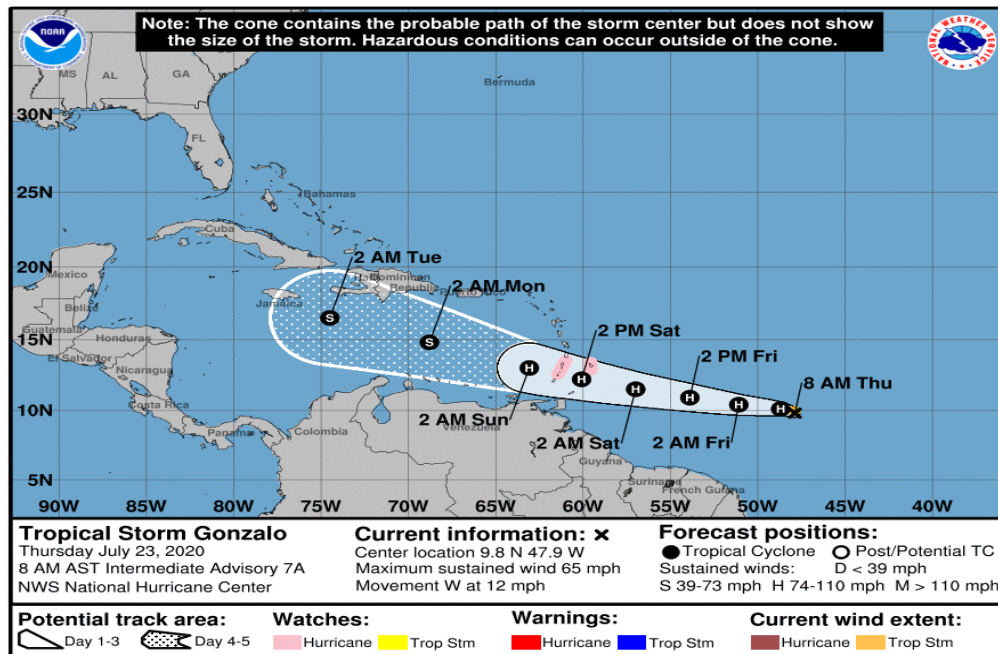 Note: The cone contains the probable path of the storm center but does not show
the size of the storm. Hazardous conditions can occur outside of the cone.
NOAA
NATIONAL WEATHER SERVICE
MS
AL
GA
Bermuda
30N
FL
25N
Bahamas
Cuba
20N
2 AM Tue
Mexico
Dominican
Republic
2 AM Mon
Puerto Rico
Jamaica
Belize
Guatemala
15N
Honduras
2 PM Sat
El Salvador
Nicaragua
S
S
H
H
H
H
H
H
2 PM Fri
8 AM Thu
10N
Costa Rica
2 AM Sun
Panama
Colombia
Venezuela
2 AM Sat
2 AM Fri
Guyana
5N
Suriname
French Guiana
90W 85W 80W 75W 70W 65W 60W 55W 50W 45W 40W
Tropical Storm Gonzalo
Thursday July 23, 2020
8 AM AST Intermediate Advisory 7A
NWS National Hurricane Center
Current information: ×
Center location 9.8 N 47.9 W
Maximum sustained wind 65 mph
Movement W at 12 mph
Forecast positions:
Tropical Cyclone Post/Potential TC
Sustained winds: D < 39 mph
S 39-73 mph H 74-110 mph M > 110 mph
Potential track area:
Day 1-3 Day 4-5
Watches:
Hurricane Trop Stm
Warnings:
Hurricane Trop Stm
Current wind extent:
Hurricane Trop Stm